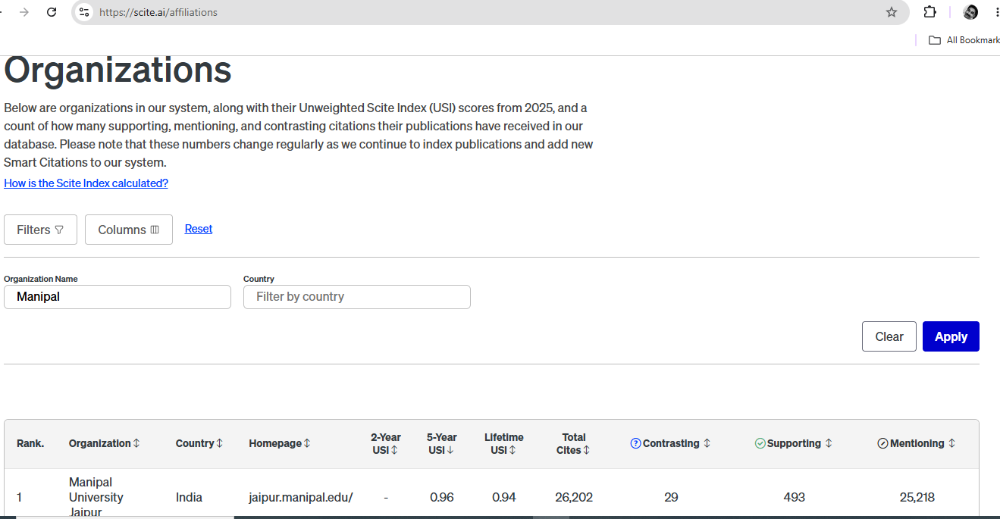 https://scite.ai/affiliations
All Bookmark
Organizations
Below are organizations in our system, along with their Unweighted Scite Index (USI) scores from 2025, and a
count of how many supporting, mentioning, and contrasting citations their publications have received in our
database. Please note that these numbers change regularly as we continue to index publications and add new
Smart Citations to our system.
How is the Scite Index calculated?
Filters Columns Reset
Organization Name Country
Manipal Filter by country
Clear Apply
Rank. Organization Country Homepage 2-Year USI 5-Year USI Lifetime USI Total Cites Contrasting Supporting Mentioning
1 Manipal University Jaipur India jaipur.manipal.edu/ - 0.96 0.94 26,202 29 493 25,218